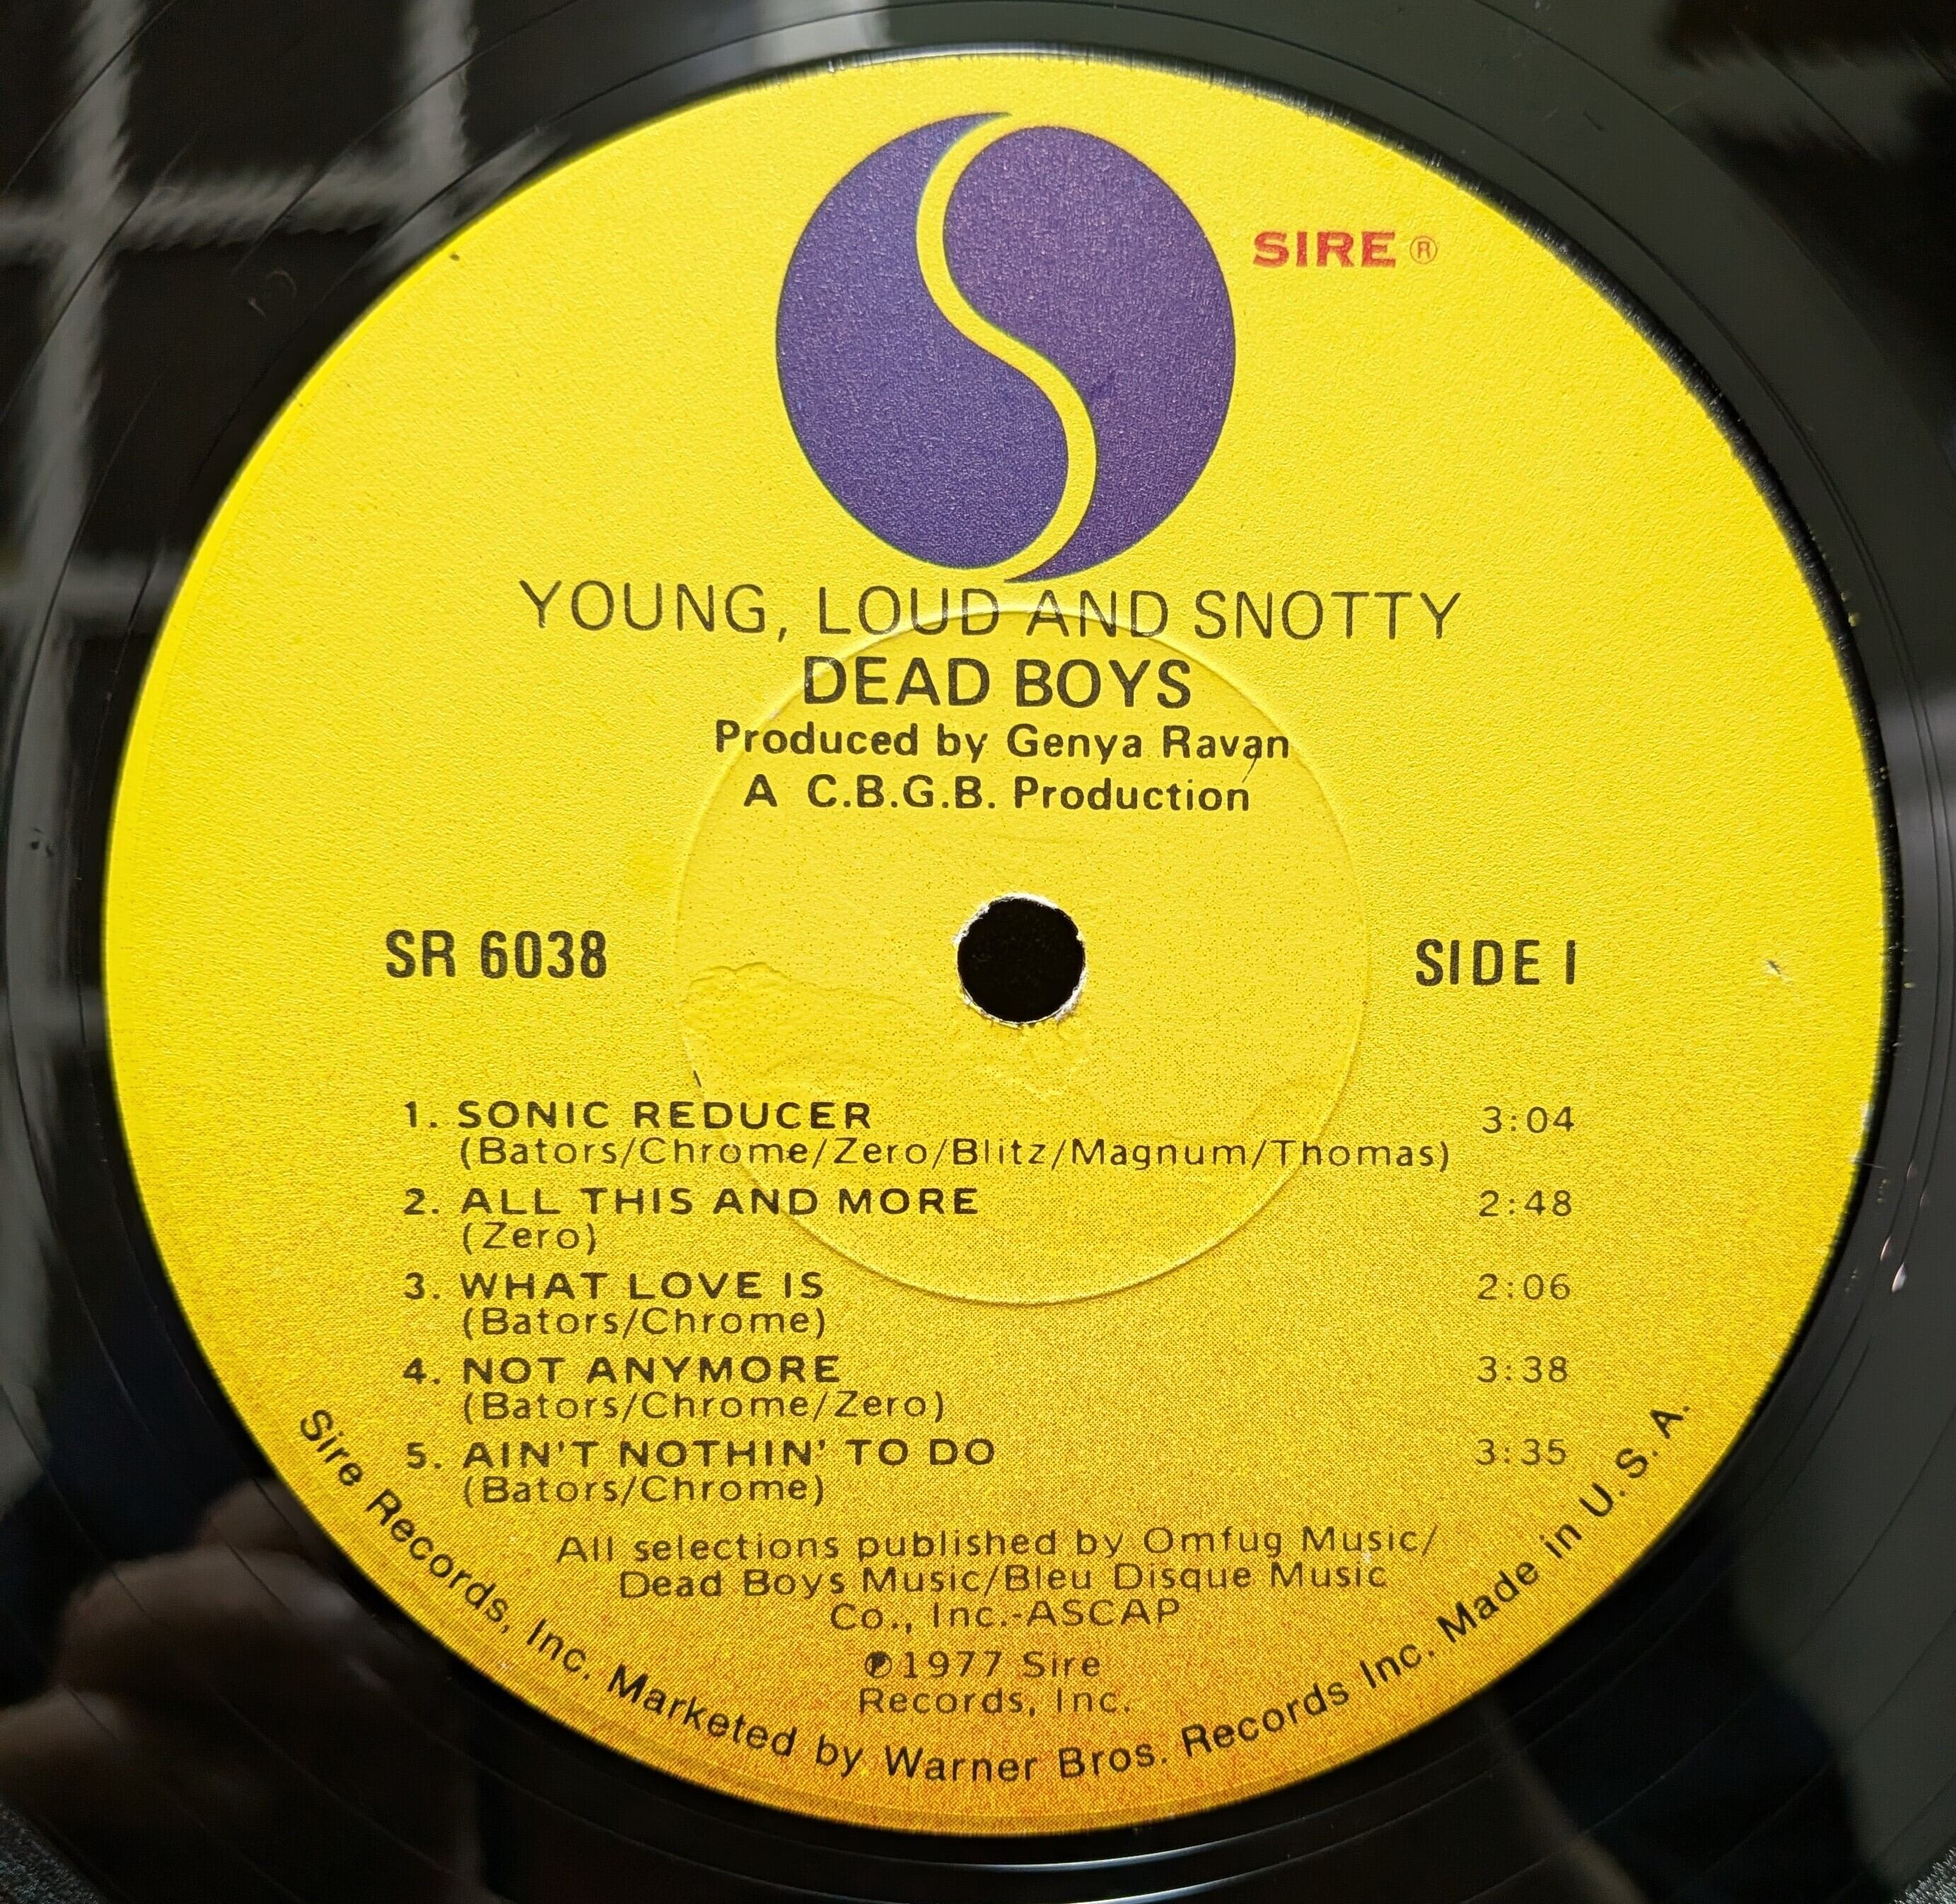 SIRE ®
YOUNG, LOUD AND SNOTTY
DEAD BOYS
Produced by Genya Ravan
A C.B.G.B. Production
SR 6038
SIDE I
1. SONIC REDUCER 3:04
(Bators/Chrome/Zero/Blitz/Magnum/Thomas)
2. ALL THIS AND MORE 2:48
(Zero)
3. WHAT LOVE IS 2:06
(Bators/Chrome)
4. NOT ANYMORE 3:38
(Bators/Chrome/Zero)
5. AIN'T NOTHIN' TO DO 3:35
(Bators/Chrome)
All selections published by Omfug Music/
Dead Boys Music/Bleu Disque Music
Co., Inc.-ASCAP
℗1977 Sire
Records, Inc.
Sire Records, Inc. Marketed by Warner Bros. Records Inc. Made in U. S. A.